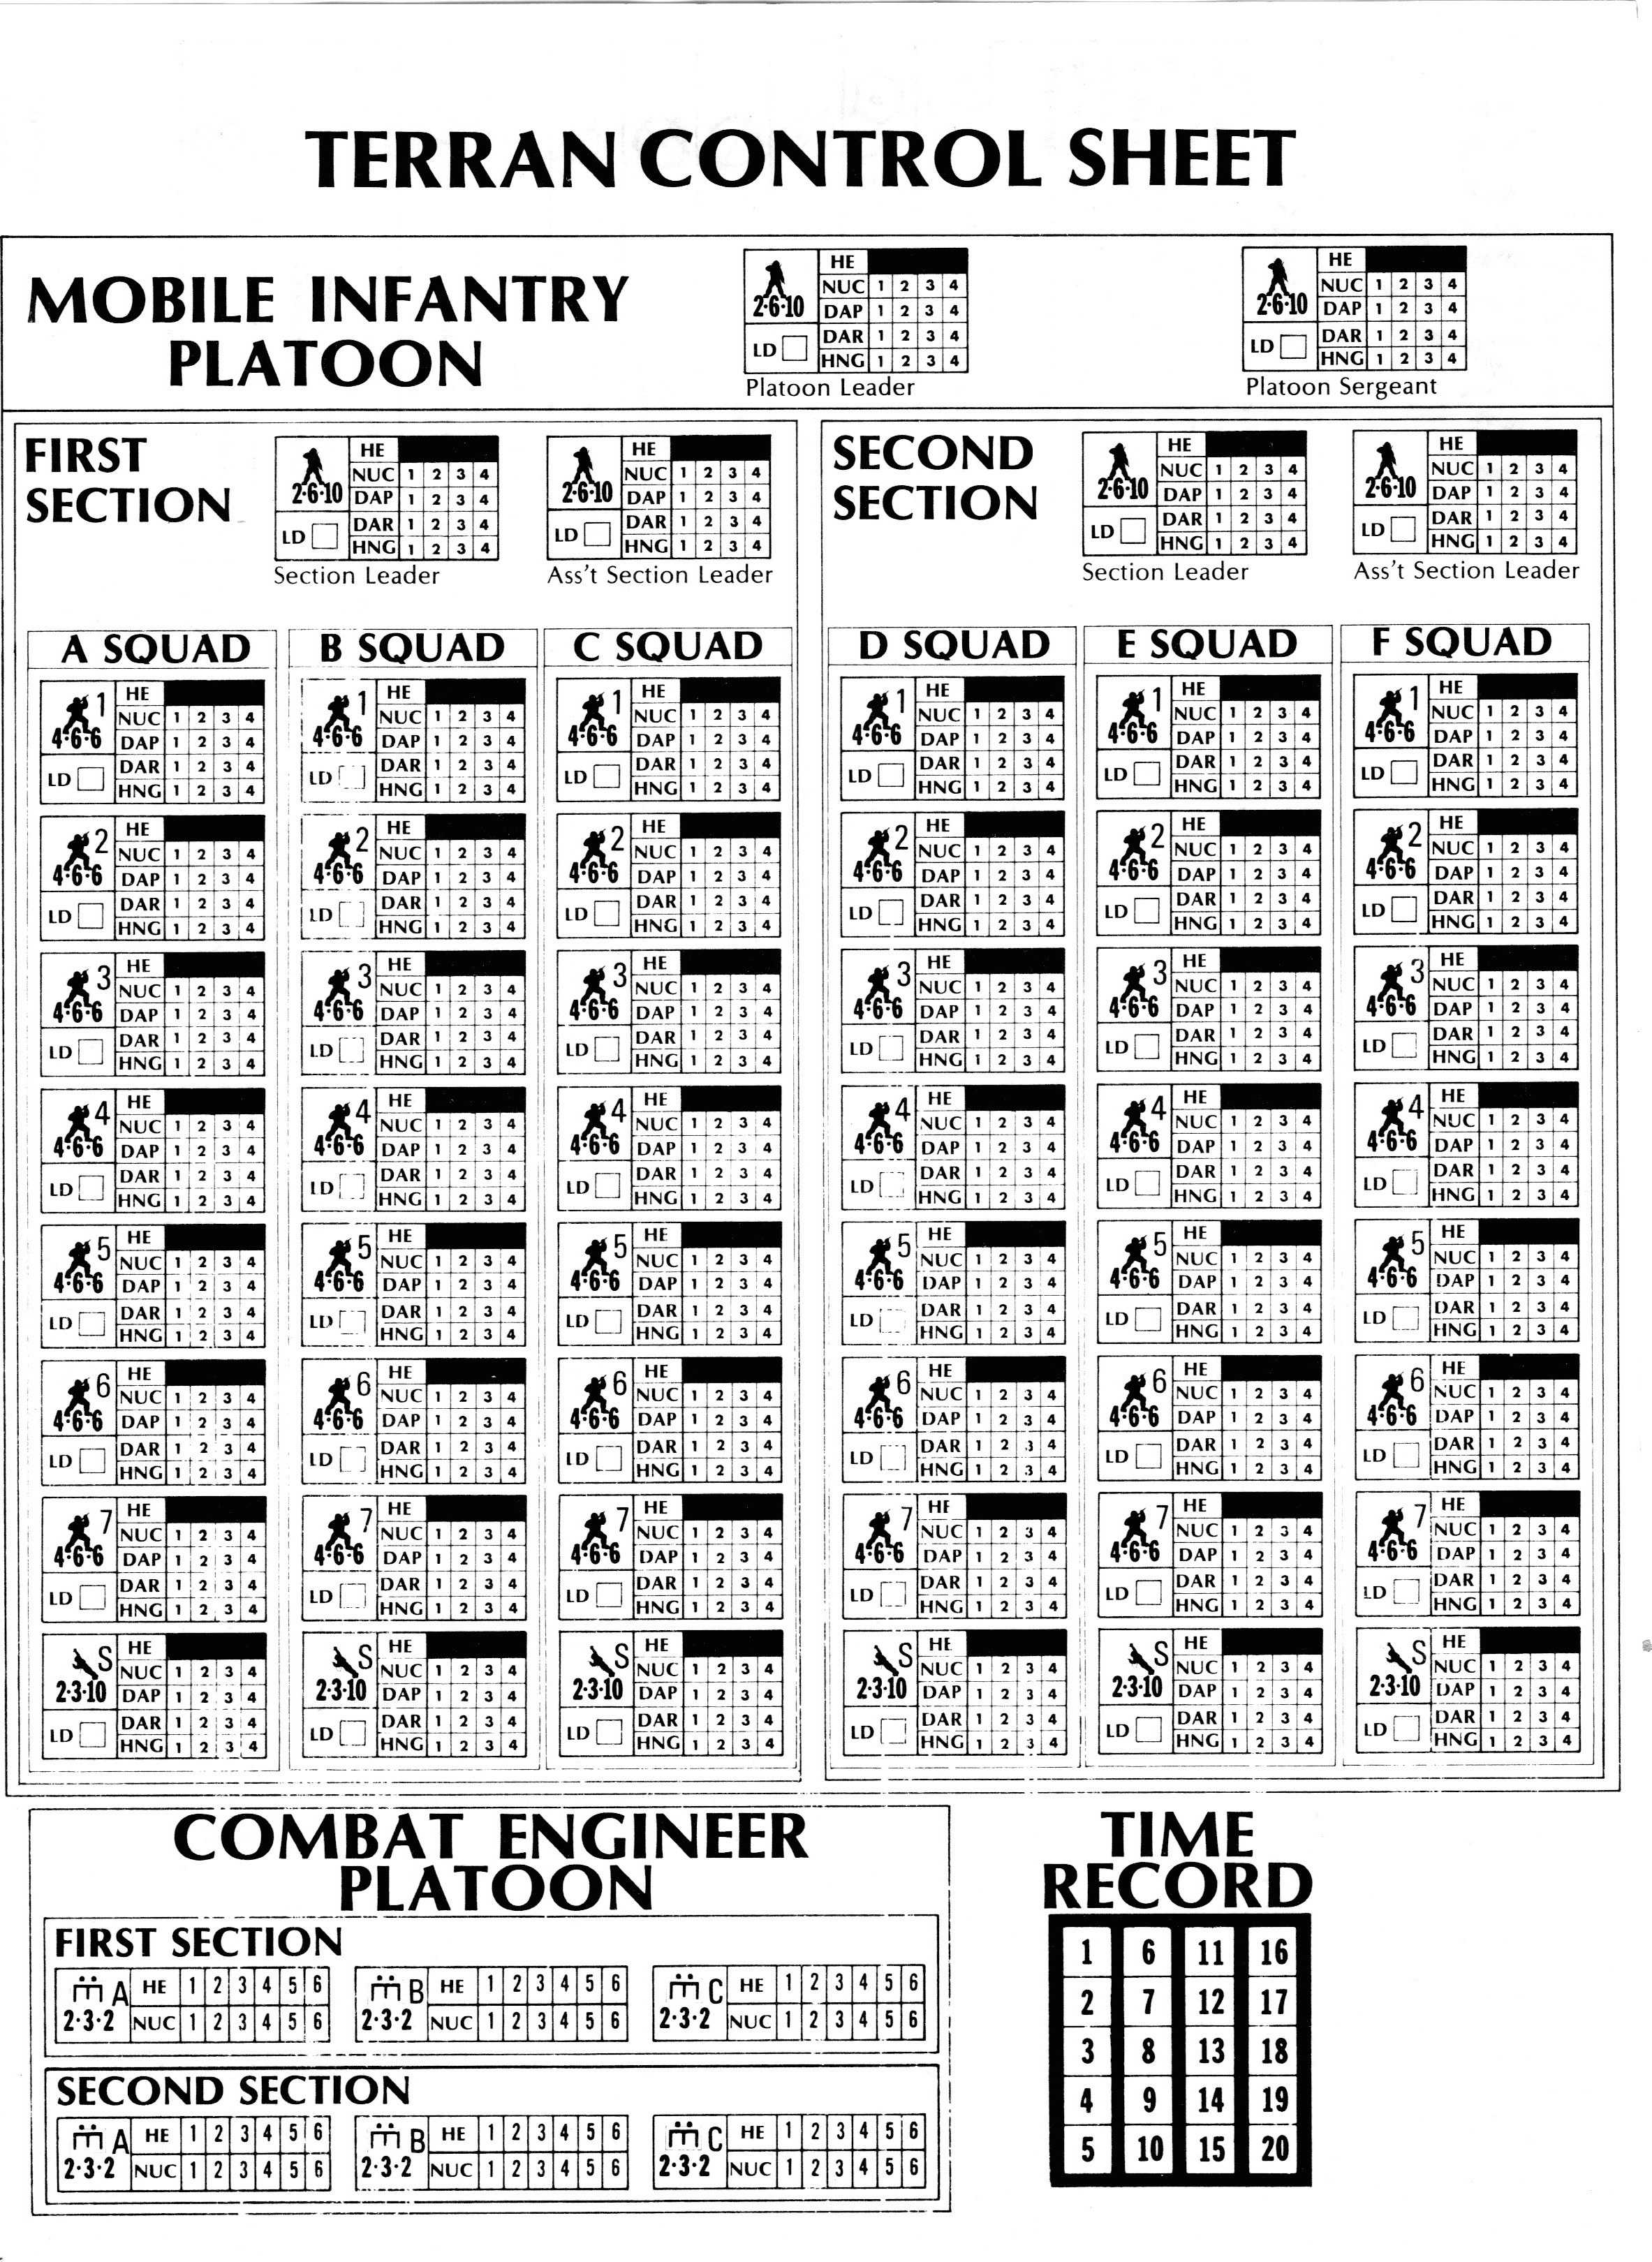 TERRAN CONTROL SHEET
MOBILE INFANTRY
PLATOON
HE
NUC 1 2 3 4
2·6·10 DAP 1 2 3 4
LD DAR 1 2 3 4
HNG 1 2 3 4
Platoon Leader
HE
NUC 1 2 3 4
2·6·10 DAP 1 2 3 4
LD DAR 1 2 3 4
HNG 1 2 3 4
Platoon Sergeant
FIRST
SECTION
HE
NUC 1 2 3 4
2·6·10 DAP 1 2 3 4
LD DAR 1 2 3 4
HNG 1 2 3 4
Section Leader
HE
NUC 1 2 3 4
2·6·10 DAP 1 2 3 4
LD DAR 1 2 3 4
HNG 1 2 3 4
Ass't Section Leader
SECOND
SECTION
HE
NUC 1 2 3 4
2·6·10 DAP 1 2 3 4
LD DAR 1 2 3 4
HNG 1 2 3 4
Section Leader
HE
NUC 1 2 3 4
2·6·10 DAP 1 2 3 4
LD DAR 1 2 3 4
HNG 1 2 3 4
Ass't Section Leader
A SQUAD B SQUAD C SQUAD D SQUAD E SQUAD F SQUAD
1 HE 1 HE 1 HE 1 HE 1 HE 1 HE
NUC 1 2 3 4 NUC 1 2 3 4 NUC 1 2 3 4 NUC 1 2 3 4 NUC 1 2 3 4 NUC 1 2 3 4
4·6·6 DAP 1 2 3 4 4·6·6 DAP 1 2 3 4 4·6·6 DAP 1 2 3 4 4·6·6 DAP 1 2 3 4 4·6·6 DAP 1 2 3 4 4·6·6 DAP 1 2 3 4
LD DAR 1 2 3 4 LD DAR 1 2 3 4 LD DAR 1 2 3 4 LD DAR 1 2 3 4 LD DAR 1 2 3 4 LD DAR 1 2 3 4
HNG 1 2 3 4 HNG 1 2 3 4 HNG 1 2 3 4 HNG 1 2 3 4 HNG 1 2 3 4 HNG 1 2 3 4
2 HE 2 HE 2 HE 2 HE 2 HE 2 HE
NUC 1 2 3 4 NUC 1 2 3 4 NUC 1 2 3 4 NUC 1 2 3 4 NUC 1 2 3 4 NUC 1 2 3 4
4·6·6 DAP 1 2 3 4 4·6·6 DAP 1 2 3 4 4·6·6 DAP 1 2 3 4 4·6·6 DAP 1 2 3 4 4·6·6 DAP 1 2 3 4 4·6·6 DAP 1 2 3 4
LD DAR 1 2 3 4 LD DAR 1 2 3 4 LD DAR 1 2 3 4 LD DAR 1 2 3 4 LD DAR 1 2 3 4 LD DAR 1 2 3 4
HNG 1 2 3 4 HNG 1 2 3 4 HNG 1 2 3 4 HNG 1 2 3 4 HNG 1 2 3 4 HNG 1 2 3 4
3 HE 3 HE 3 HE 3 HE 3 HE 3 HE
NUC 1 2 3 4 NUC 1 2 3 4 NUC 1 2 3 4 NUC 1 2 3 4 NUC 1 2 3 4 NUC 1 2 3 4
4·6·6 DAP 1 2 3 4 4·6·6 DAP 1 2 3 4 4·6·6 DAP 1 2 3 4 4·6·6 DAP 1 2 3 4 4·6·6 DAP 1 2 3 4 4·6·6 DAP 1 2 3 4
LD DAR 1 2 3 4 LD DAR 1 2 3 4 LD DAR 1 2 3 4 LD DAR 1 2 3 4 LD DAR 1 2 3 4 LD DAR 1 2 3 4
HNG 1 2 3 4 HNG 1 2 3 4 HNG 1 2 3 4 HNG 1 2 3 4 HNG 1 2 3 4 HNG 1 2 3 4
4 HE 4 HE 4 HE 4 HE 4 HE 4 HE
NUC 1 2 3 4 NUC 1 2 3 4 NUC 1 2 3 4 NUC 1 2 3 4 NUC 1 2 3 4 NUC 1 2 3 4
4·6·6 DAP 1 2 3 4 4·6·6 DAP 1 2 3 4 4·6·6 DAP 1 2 3 4 4·6·6 DAP 1 2 3 4 4·6·6 DAP 1 2 3 4 4·6·6 DAP 1 2 3 4
LD DAR 1 2 3 4 LD DAR 1 2 3 4 LD DAR 1 2 3 4 LD DAR 1 2 3 4 LD DAR 1 2 3 4 LD DAR 1 2 3 4
HNG 1 2 3 4 HNG 1 2 3 4 HNG 1 2 3 4 HNG 1 2 3 4 HNG 1 2 3 4 HNG 1 2 3 4
5 HE 5 HE 5 HE 5 HE 5 HE 5 HE
NUC 1 2 3 4 NUC 1 2 3 4 NUC 1 2 3 4 NUC 1 2 3 4 NUC 1 2 3 4 NUC 1 2 3 4
4·6·6 DAP 1 2 3 4 4·6·6 DAP 1 2 3 4 4·6·6 DAP 1 2 3 4 4·6·6 DAP 1 2 3 4 4·6·6 DAP 1 2 3 4 4·6·6 DAP 1 2 3 4
LD DAR 1 2 3 4 LD DAR 1 2 3 4 LD DAR 1 2 3 4 LD DAR 1 2 3 4 LD DAR 1 2 3 4 LD DAR 1 2 3 4
HNG 1 2 3 4 HNG 1 2 3 4 HNG 1 2 3 4 HNG 1 2 3 4 HNG 1 2 3 4 HNG 1 2 3 4
6 HE 6 HE 6 HE 6 HE 6 HE 6 HE
NUC 1 2 3 4 NUC 1 2 3 4 NUC 1 2 3 4 NUC 1 2 3 4 NUC 1 2 3 4 NUC 1 2 3 4
4·6·6 DAP 1 2 3 4 4·6·6 DAP 1 2 3 4 4·6·6 DAP 1 2 3 4 4·6·6 DAP 1 2 3 4 4·6·6 DAP 1 2 3 4 4·6·6 DAP 1 2 3 4
LD DAR 1 2 3 4 LD DAR 1 2 3 4 LD DAR 1 2 3 4 LD DAR 1 2 3 4 LD DAR 1 2 3 4 LD DAR 1 2 3 4
HNG 1 2 3 4 HNG 1 2 3 4 HNG 1 2 3 4 HNG 1 2 3 4 HNG 1 2 3 4 HNG 1 2 3 4
7 HE 7 HE 7 HE 7 HE 7 HE 7 HE
NUC 1 2 3 4 NUC 1 2 3 4 NUC 1 2 3 4 NUC 1 2 3 4 NUC 1 2 3 4 NUC 1 2 3 4
4·6·6 DAP 1 2 3 4 4·6·6 DAP 1 2 3 4 4·6·6 DAP 1 2 3 4 4·6·6 DAP 1 2 3 4 4·6·6 DAP 1 2 3 4 4·6·6 DAP 1 2 3 4
LD DAR 1 2 3 4 LD DAR 1 2 3 4 LD DAR 1 2 3 4 LD DAR 1 2 3 4 LD DAR 1 2 3 4 LD DAR 1 2 3 4
HNG 1 2 3 4 HNG 1 2 3 4 HNG 1 2 3 4 HNG 1 2 3 4 HNG 1 2 3 4 HNG 1 2 3 4
S HE S HE S HE S HE S HE S HE
NUC 1 2 3 4 NUC 1 2 3 4 NUC 1 2 3 4 NUC 1 2 3 4 NUC 1 2 3 4 NUC 1 2 3 4
2·3·10 DAP 1 2 3 4 2·3·10 DAP 1 2 3 4 2·3·10 DAP 1 2 3 4 2·3·10 DAP 1 2 3 4 2·3·10 DAP 1 2 3 4 2·3·10 DAP 1 2 3 4
LD DAR 1 2 3 4 LD DAR 1 2 3 4 LD DAR 1 2 3 4 LD DAR 1 2 3 4 LD DAR 1 2 3 4 LD DAR 1 2 3 4
HNG 1 2 3 4 HNG 1 2 3 4 HNG 1 2 3 4 HNG 1 2 3 4 HNG 1 2 3 4 HNG 1 2 3 4
COMBAT ENGINEER
PLATOON
FIRST SECTION
A HE 1 2 3 4 5 6 B HE 1 2 3 4 5 6 C HE 1 2 3 4 5 6
2·3·2 NUC 1 2 3 4 5 6 2·3·2 NUC 1 2 3 4 5 6 2·3·2 NUC 1 2 3 4 5 6
SECOND SECTION
A HE 1 2 3 4 5 6 B HE 1 2 3 4 5 6 C HE 1 2 3 4 5 6
2·3·2 NUC 1 2 3 4 5 6 2·3·2 NUC 1 2 3 4 5 6 2·3·2 NUC 1 2 3 4 5 6
TIME
RECORD
1 6 11 16
2 7 12 17
3 8 13 18
4 9 14 19
5 10 15 20